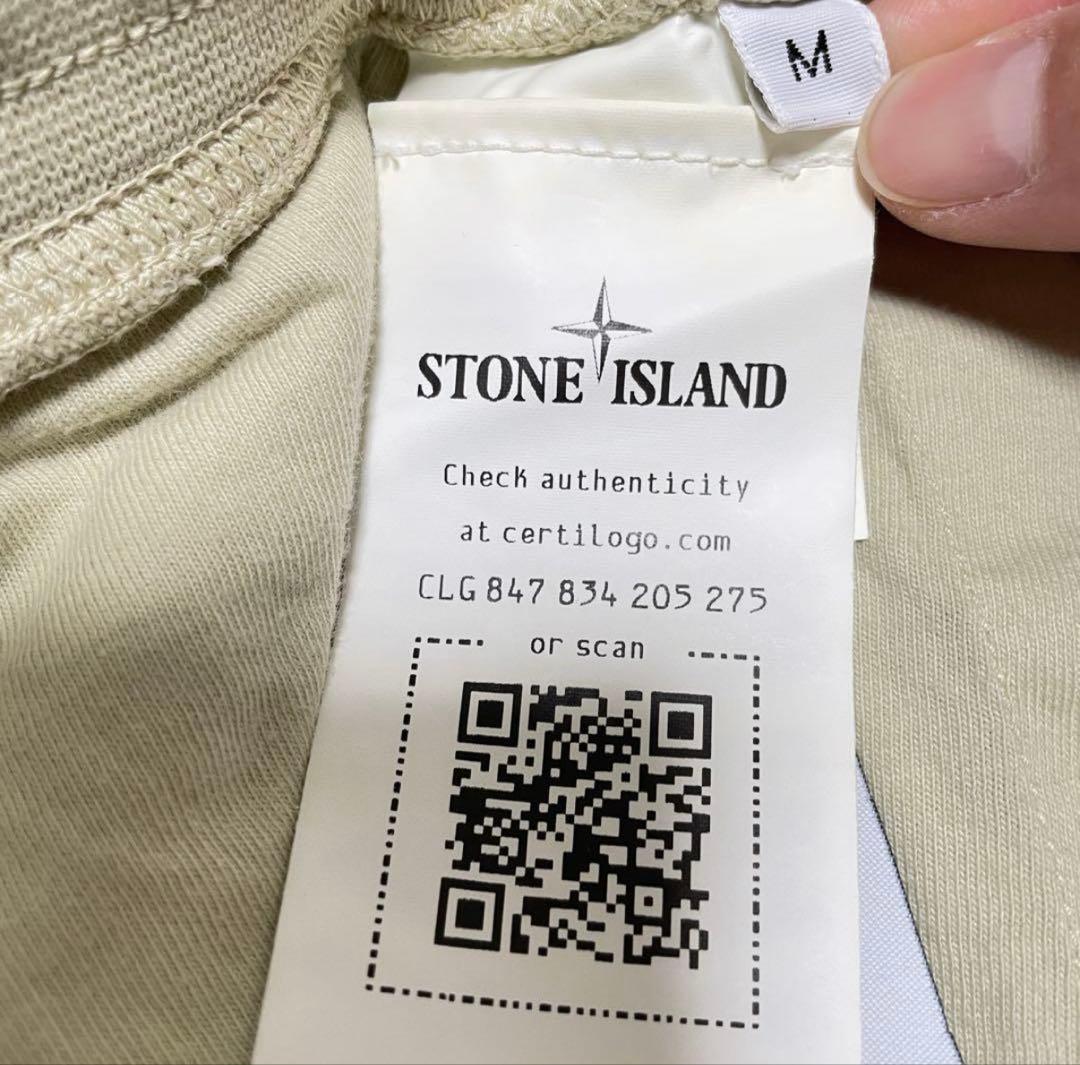 M
STONE ISLAND
Check authenticity
at certilogo.com
CLG 847 834 205 275
or scan